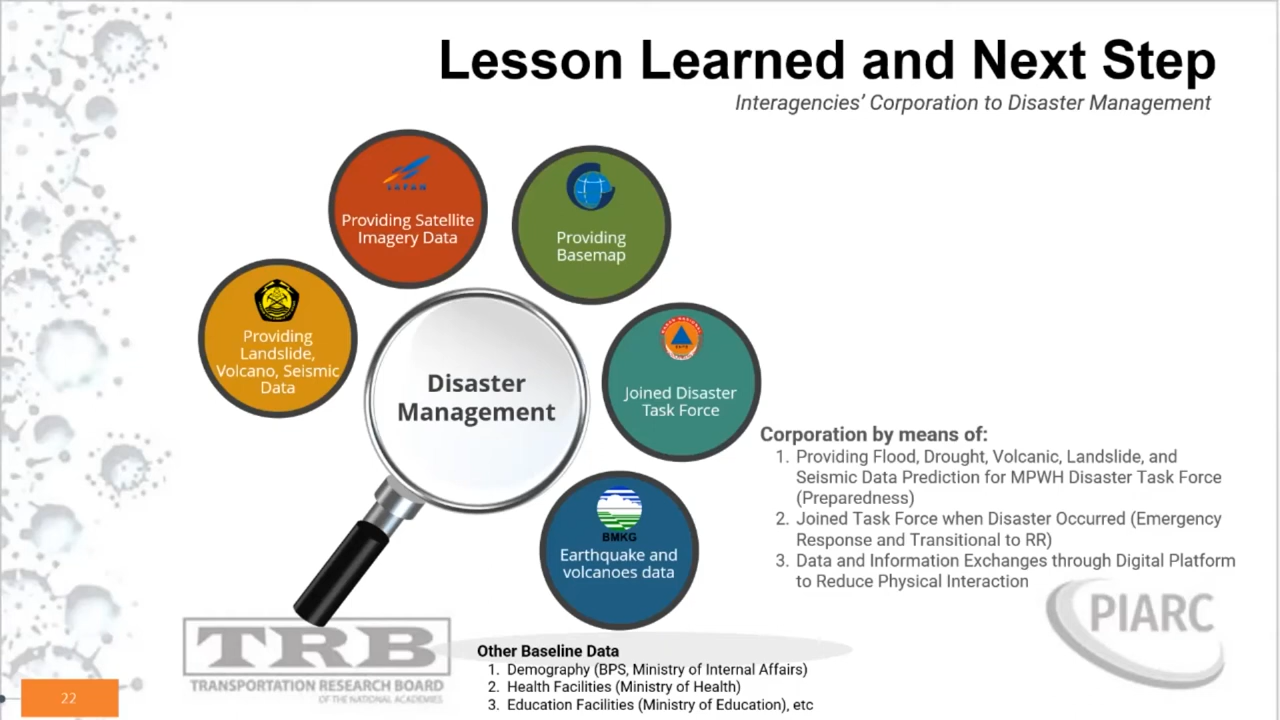 Lesson Learned and Next Step
Interagencies’ Corporation to Disaster Management
LAPAN
Providing Satellite
Imagery Data
Providing
Basemap
Providing
Landslide,
Volcano, Seismic
Data
Disaster
Management
Joined Disaster
Task Force
BMKG
Earthquake and
volcanoes data
Corporation by means of:
1. Providing Flood, Drought, Volcanic, Landslide, and
Seismic Data Prediction for MPWH Disaster Task Force
(Preparedness)
2. Joined Task Force when Disaster Occurred (Emergency
Response and Transitional to RR)
3. Data and Information Exchanges through Digital Platform
to Reduce Physical Interaction
Other Baseline Data
1. Demography (BPS, Ministry of Internal Affairs)
2. Health Facilities (Ministry of Health)
3. Education Facilities (Ministry of Education), etc
TRB
TRANSPORTATION RESEARCH BOARD
OF THE NATIONAL ACADEMIES
PIARC
22